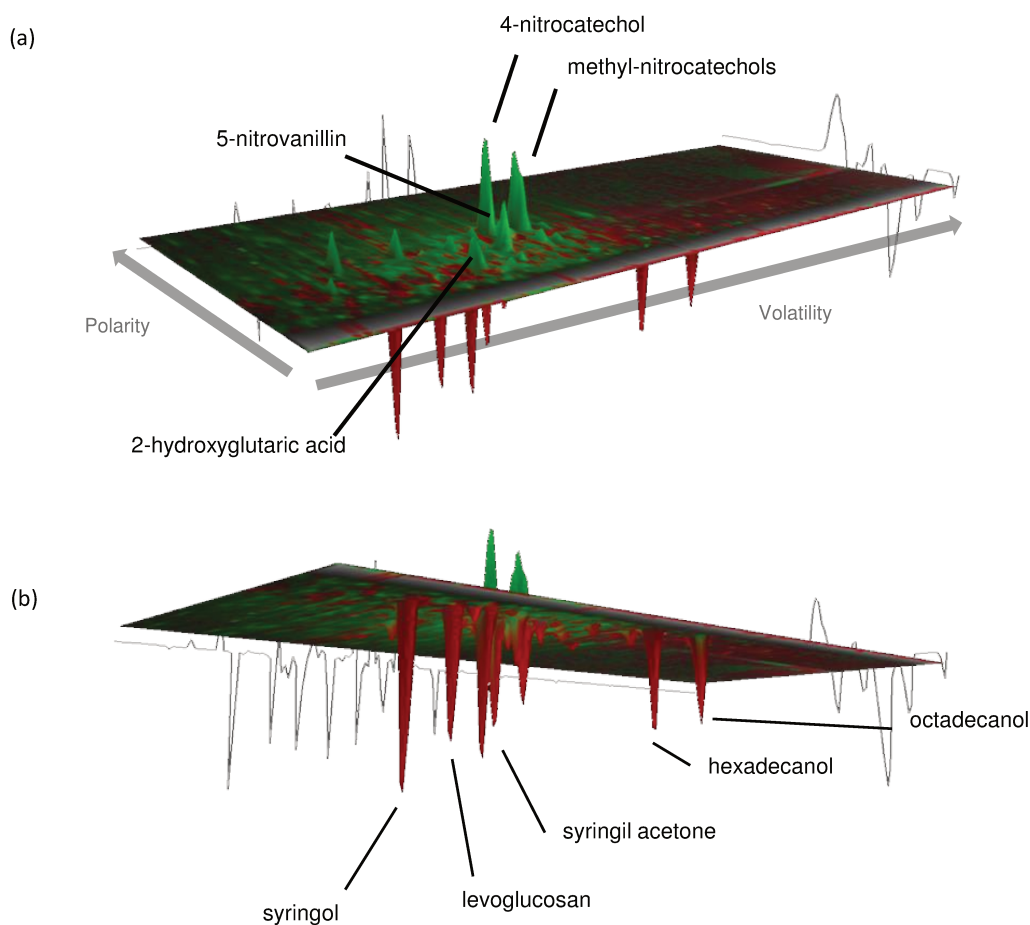 (a)
4-nitrocatechol
methyl-nitrocatechols
5-nitrovanillin
Polarity
Volatility
2-hydroxyglutaric acid
(b)
octadecanol
hexadecanol
syringil acetone
levoglucosan
syringol